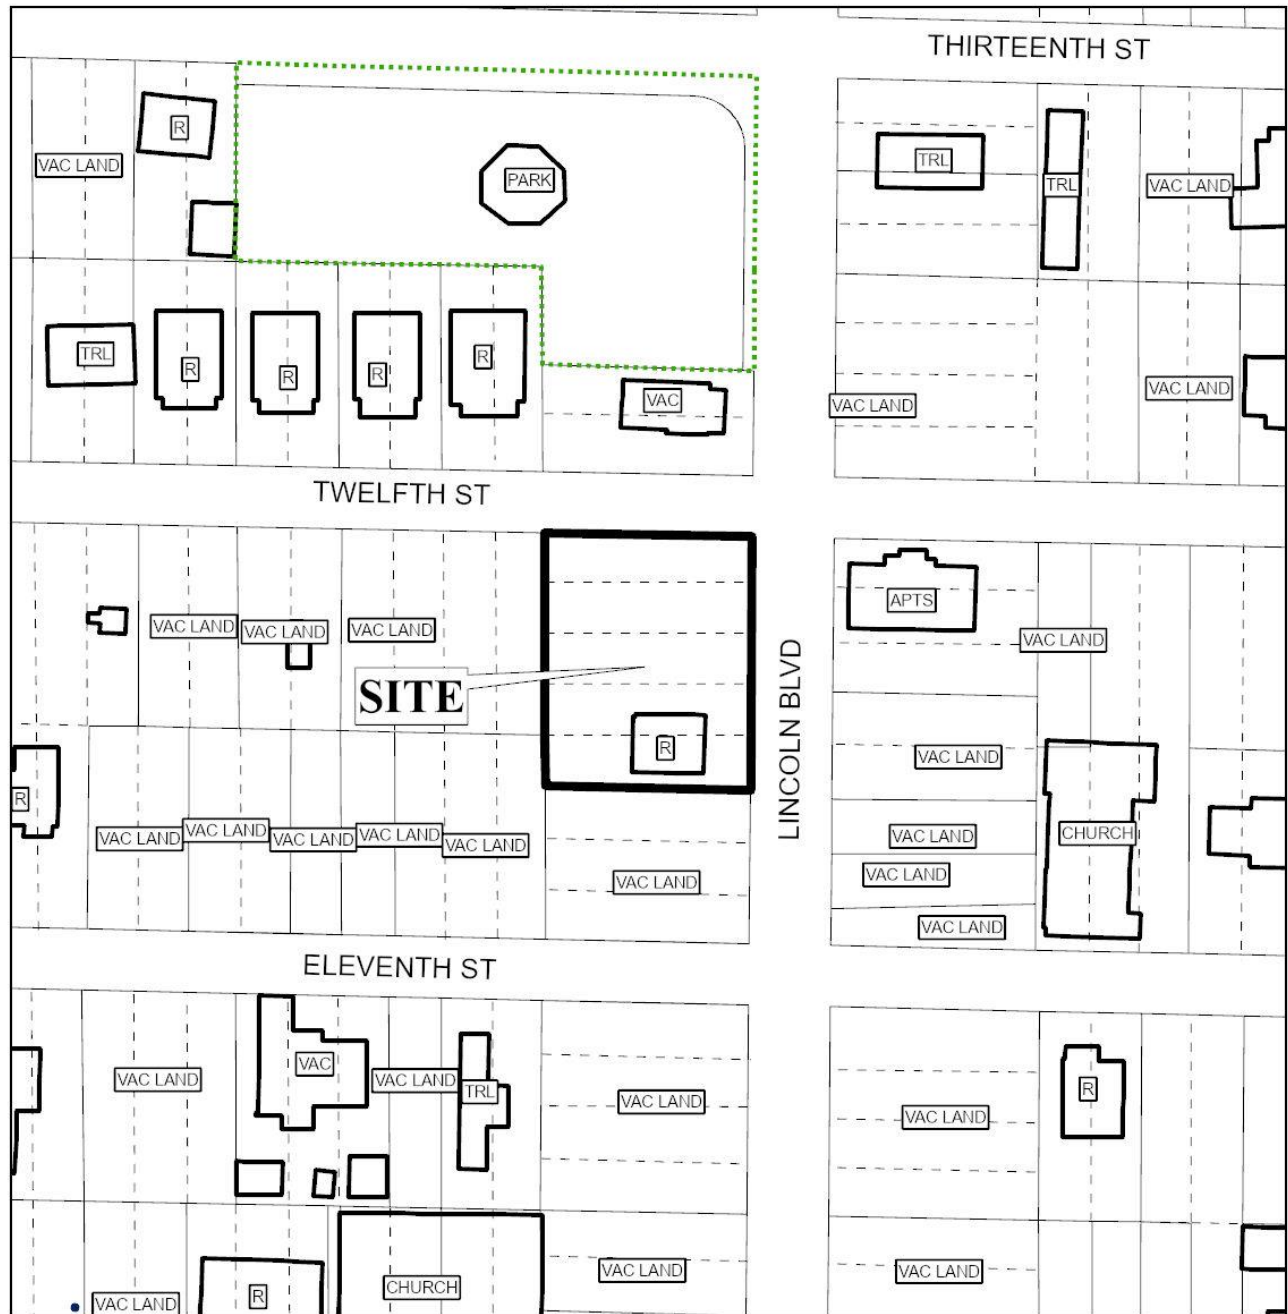 THIRTEENTH ST
R
VAC LAND
PARK
TRL
TRL
VAC LAND
TRL
R
R
R
R
VAC
VAC LAND
VAC LAND
TWELFTH ST
VAC LAND
VAC LAND
VAC LAND
SITE
R
LINCOLN BLVD
APTS
VAC LAND
VAC LAND
R
VAC LAND
VAC LAND
VAC LAND
VAC LAND
VAC LAND
VAC LAND
VAC LAND
CHURCH
VAC LAND
VAC LAND
ELEVENTH ST
VAC LAND
VAC
VAC LAND
TRL
VAC LAND
VAC LAND
R
VAC LAND
R
CHURCH
VAC LAND
VAC LAND